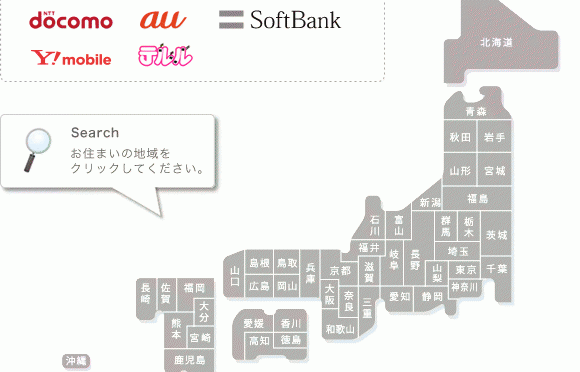 NTT
döcomo
au
SoftBank
Y!mobile
テルル
Search
お住まいの地域を
クリックしてください。
北海道
青森
秋田 岩手
山形 宮城
新潟 福島
石川 富山 群馬 栃木 茨城
福井 岐阜 長野 埼玉
山口 島根 鳥取 兵庫 京都 滋賀 山梨 東京 千葉
広島 岡山 大阪 奈良 三重 愛知 静岡 神奈川
和歌山
長崎 佐賀 福岡
大分
熊本 宮崎
鹿児島
愛媛 香川
高知 徳島
沖縄